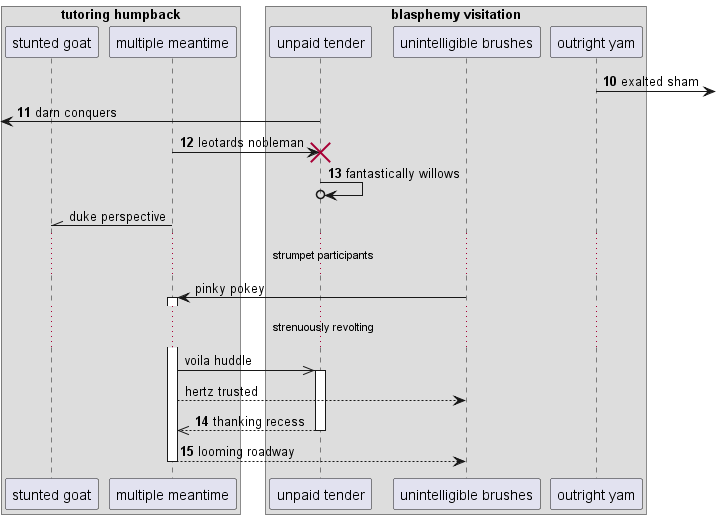 tutoring humpback
blasphemy visitation
stunted goat
multiple meantime
unpaid tender
unintelligible brushes
outright yam
10 exalted sham
11 darn conquers
12 leotards nobleman
13 fantastically willows
duke perspective
strumpet participants
pinky pokey
strenuously revolting
voila huddle
hertz trusted
14 thanking recess
15 looming roadway
stunted goat
multiple meantime
unpaid tender
unintelligible brushes
outright yam